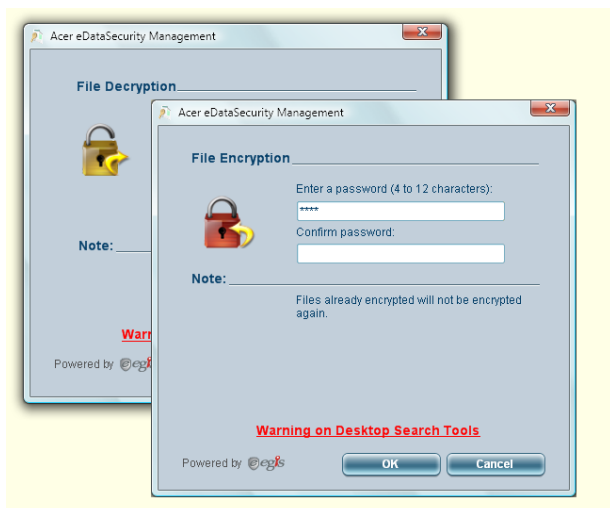 Acer eDataSecurity Management
File Decryption
Note:
Powered by egis
Acer eDataSecurity Management
File Encryption
Enter a password (4 to 12 characters):
****
Confirm password:
Note:
Files already encrypted will not be encrypted
again.
Warning on Desktop Search Tools
Powered by egis
OK
Cancel